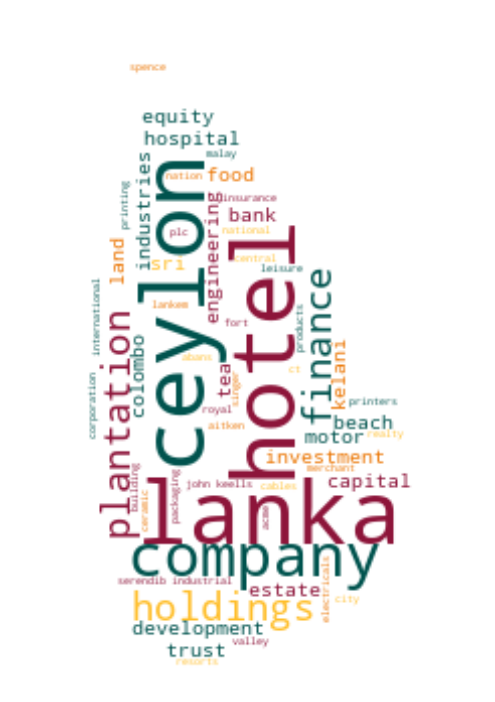 spence
equity
hospital
malay
industries
ceylon
nation
food
printing
engineering
insurance
bank
plc
national
land
sri
central
leisure
hotel
finance
international
lankem
products
fort
plantation
colombo
abans
tea
singer
ct
kelani
corporation
royal
printers
aitken
beach
motor
realty
investment
merchant
building
ceramic
packaging
john keells
cables
capital
lanka
acme
company
serendib
industrial
estate
electricals
city
holdings
development
valley
trust
resorts